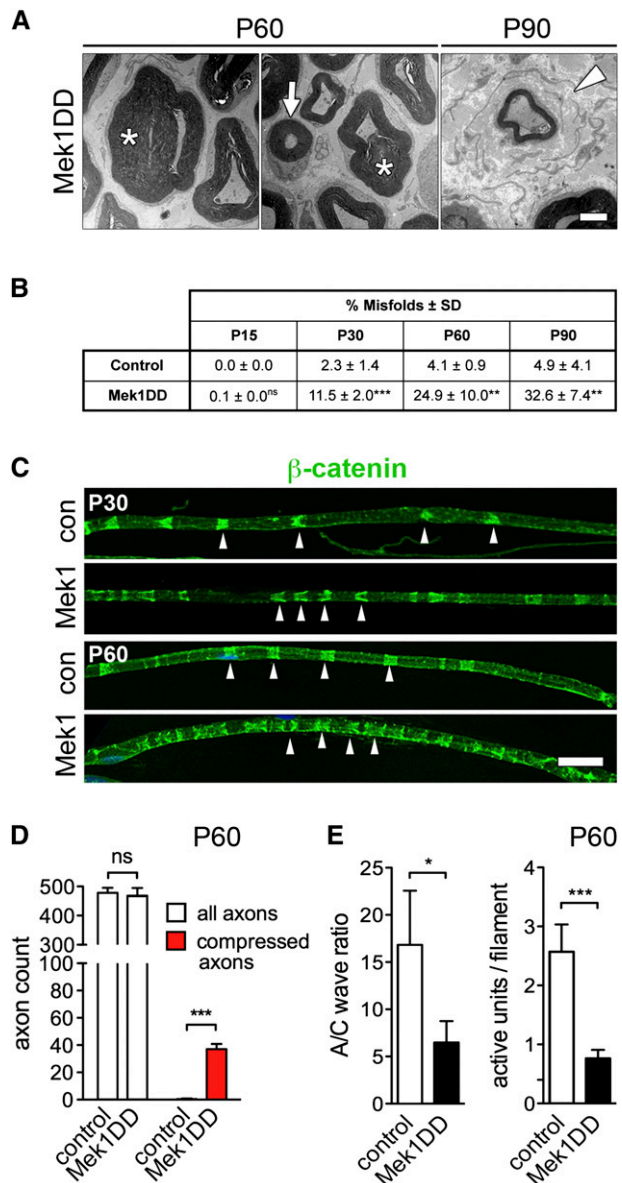 A
P60
P90
Mek1DD
*
*
B
% Misfolds ± SD
P15 P30 P60 P90
Control 0.0 ± 0.0 2.3 ± 1.4 4.1 ± 0.9 4.9 ± 4.1
Mek1DD 0.1 ± 0.0ns 11.5 ± 2.0*** 24.9 ± 10.0** 32.6 ± 7.4**
C
β-catenin
P30
con
Mek1
P60
con
Mek1
D
P60
ns
500
400
300
100
80
60
40
20
0
axon count
all axons
compressed
axons
***
control
Mek1DD
control
Mek1DD
E
P60
25
20
15
10
5
0
A/C wave ratio
*
control
Mek1DD
4
3
2
1
0
active units / filament
***
control
Mek1DD